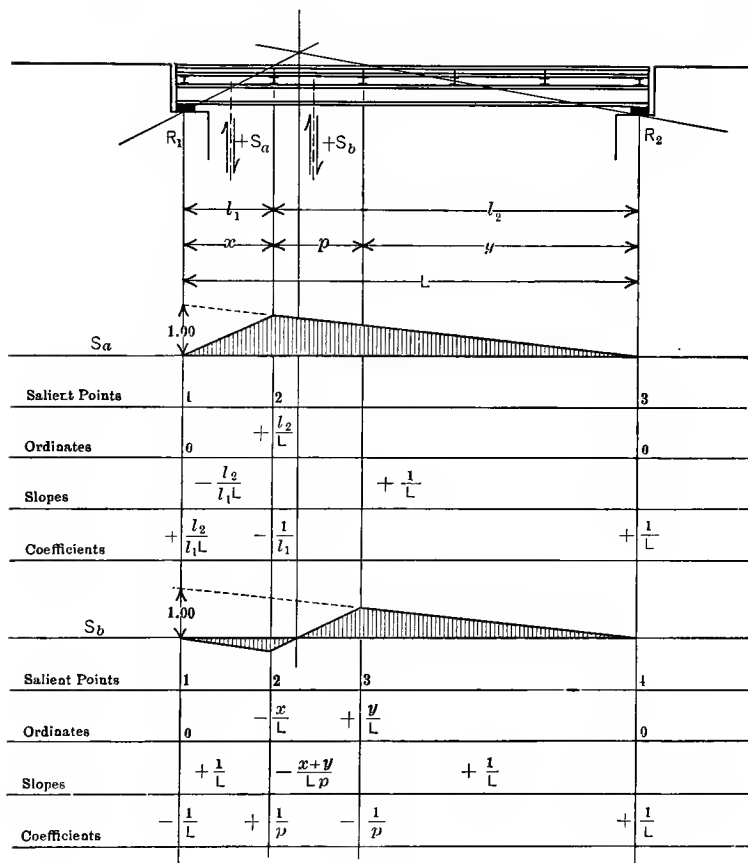 R₁ +Sₐ +S_b R₂
l₁ l₂
x p y
L
1.00
Sₐ
Salient Points 1 2 3
Ordinates 0 + l₂/L 0
Slopes − l₂/l₁L + 1/L
Coefficients + l₂/l₁L − 1/l₁ + 1/L
1.00
S_b
Salient Points 1 2 3 4
Ordinates 0 − x/L + y/L 0
Slopes + 1/L − x+y/Lp + 1/L
Coefficients − 1/L + 1/p − 1/p + 1/L